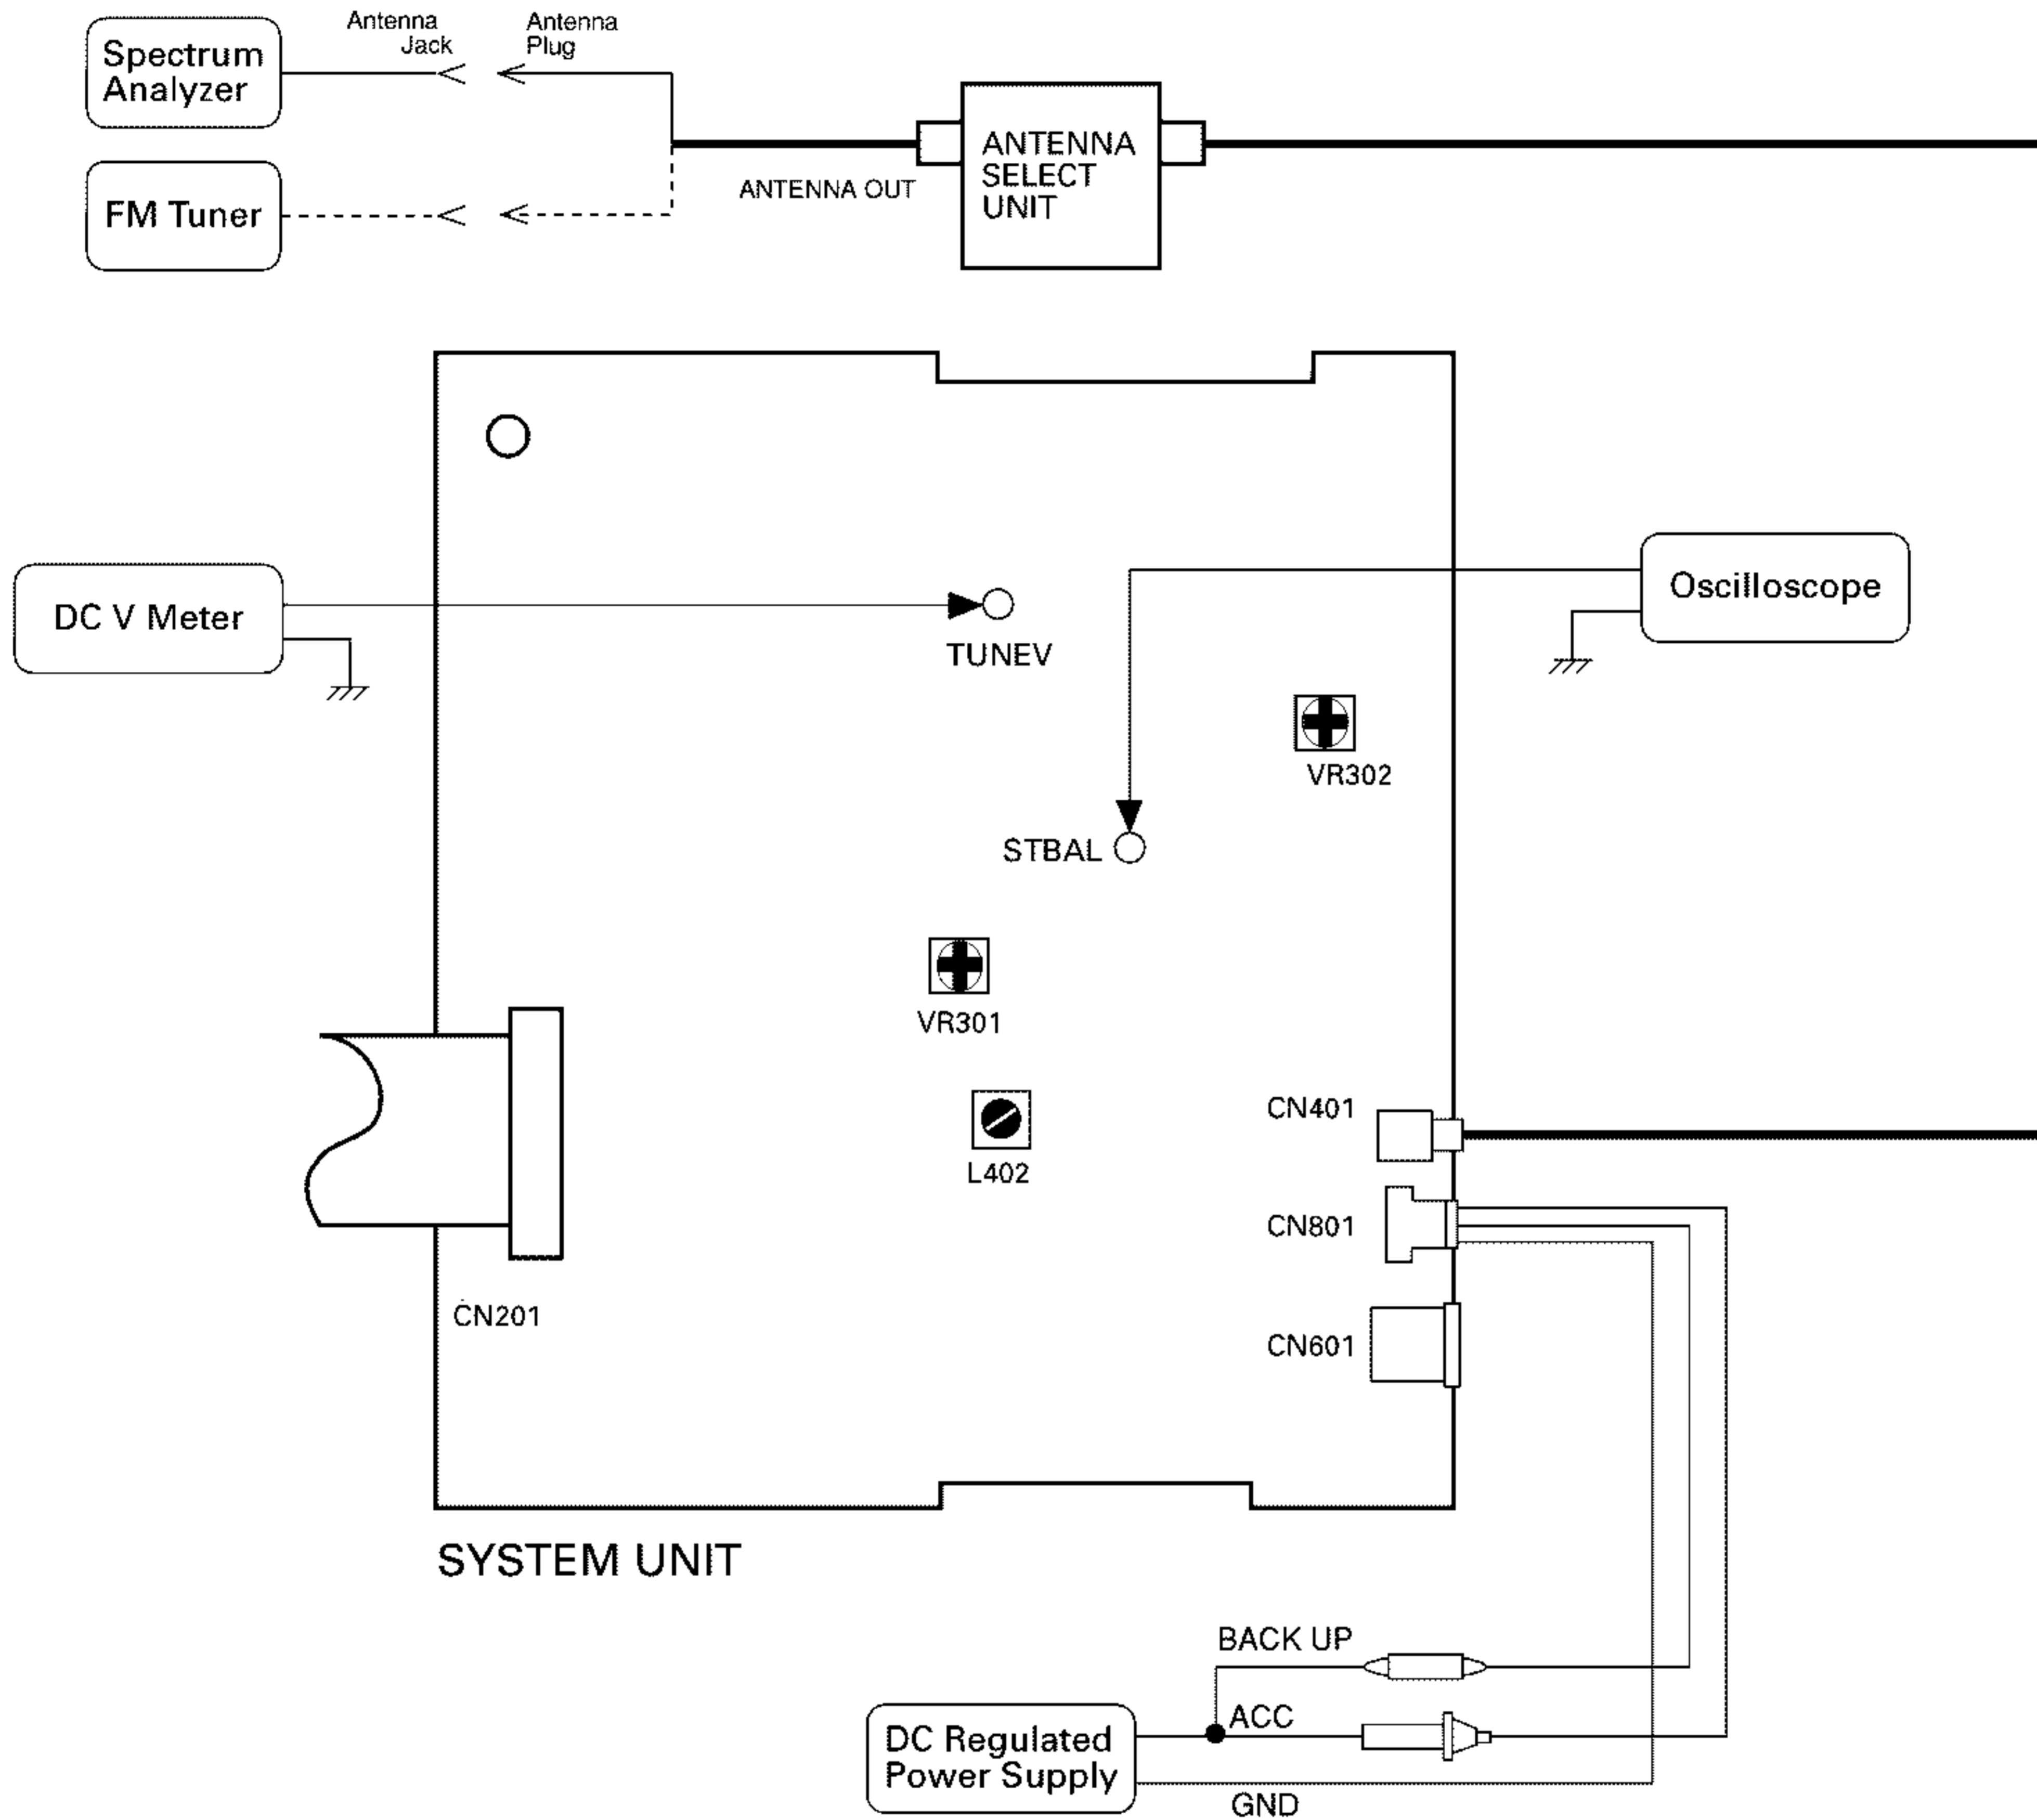 Antenna
Jack
Antenna
Plug
Spectrum
Analyzer
FM Tuner
ANTENNA OUT
ANTENNA
SELECT
UNIT
DC V Meter
TUNEV
Oscilloscope
VR302
STBAL
VR301
L402
CN401
CN801
CN201
CN601
SYSTEM UNIT
BACK UP
ACC
DC Regulated
Power Supply
GND